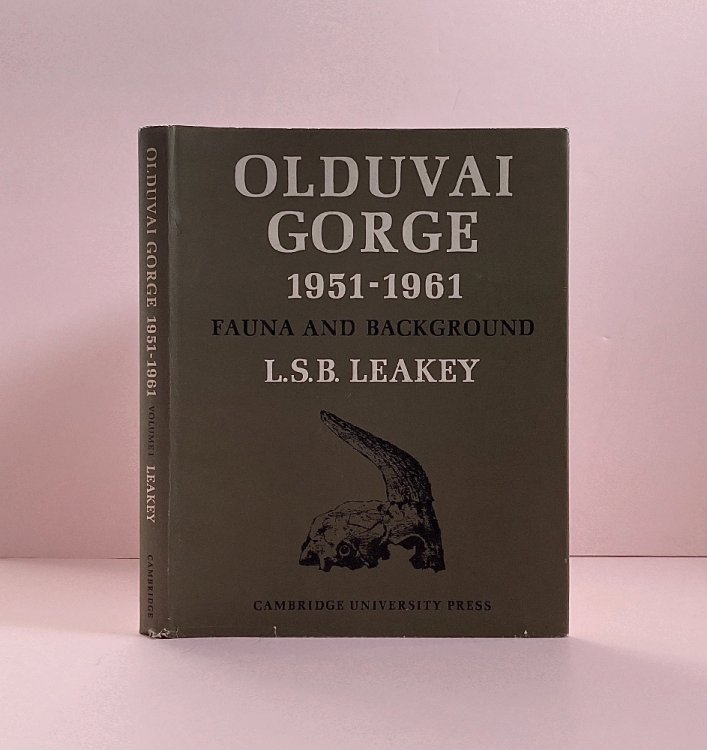 OLDUVAI GORGE 1951-1961 VOLUME I LEAKEY CAMBRIDGE
OLDUVAI
GORGE
1951-1961
FAUNA AND BACKGROUND
L.S.B. LEAKEY
CAMBRIDGE UNIVERSITY PRESS